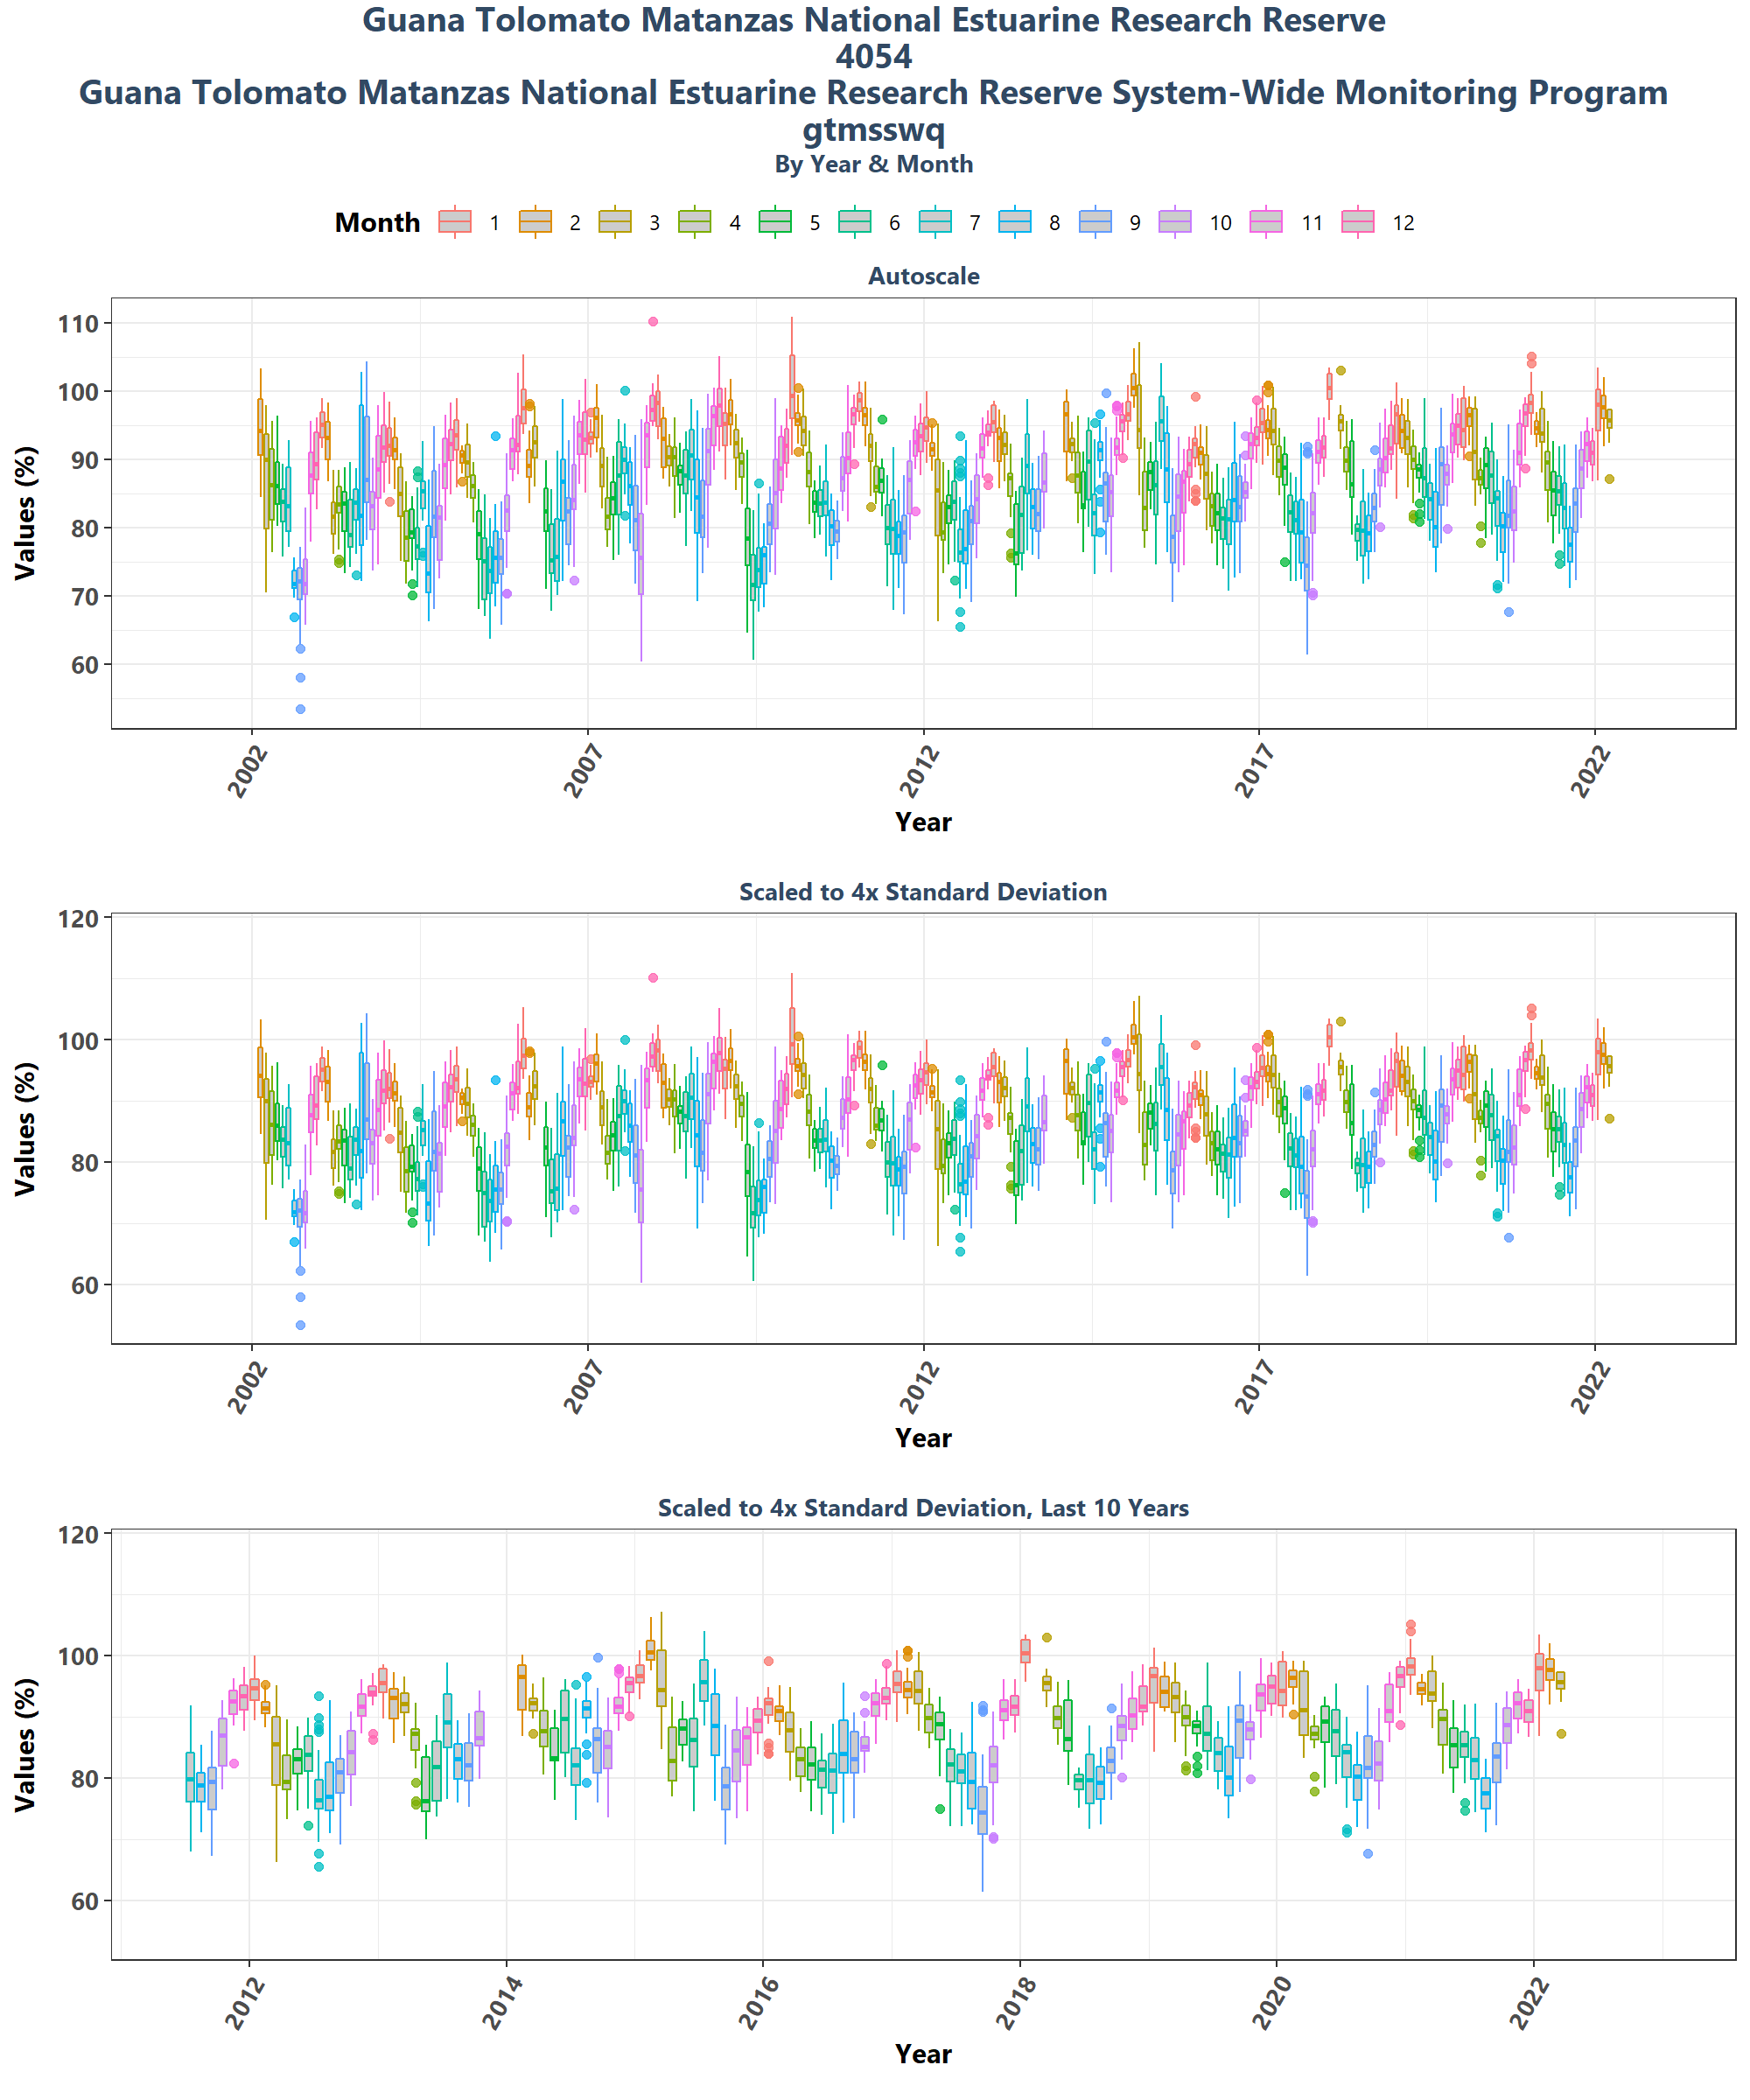 Guana Tolomato Matanzas National Estuarine Research Reserve
4054
Guana Tolomato Matanzas National Estuarine Research Reserve System-Wide Monitoring Program
gtmsswq
By Year & Month
Month 1 2 3 4 5 6 7 8 9 10 11 12
Autoscale
110
100
90
80
70
60
Values (%)
2002 2007 2012 2017 2022
Year
Scaled to 4x Standard Deviation
120
100
80
60
Values (%)
2002 2007 2012 2017 2022
Year
Scaled to 4x Standard Deviation, Last 10 Years
120
100
80
60
Values (%)
2012 2014 2016 2018 2020 2022
Year